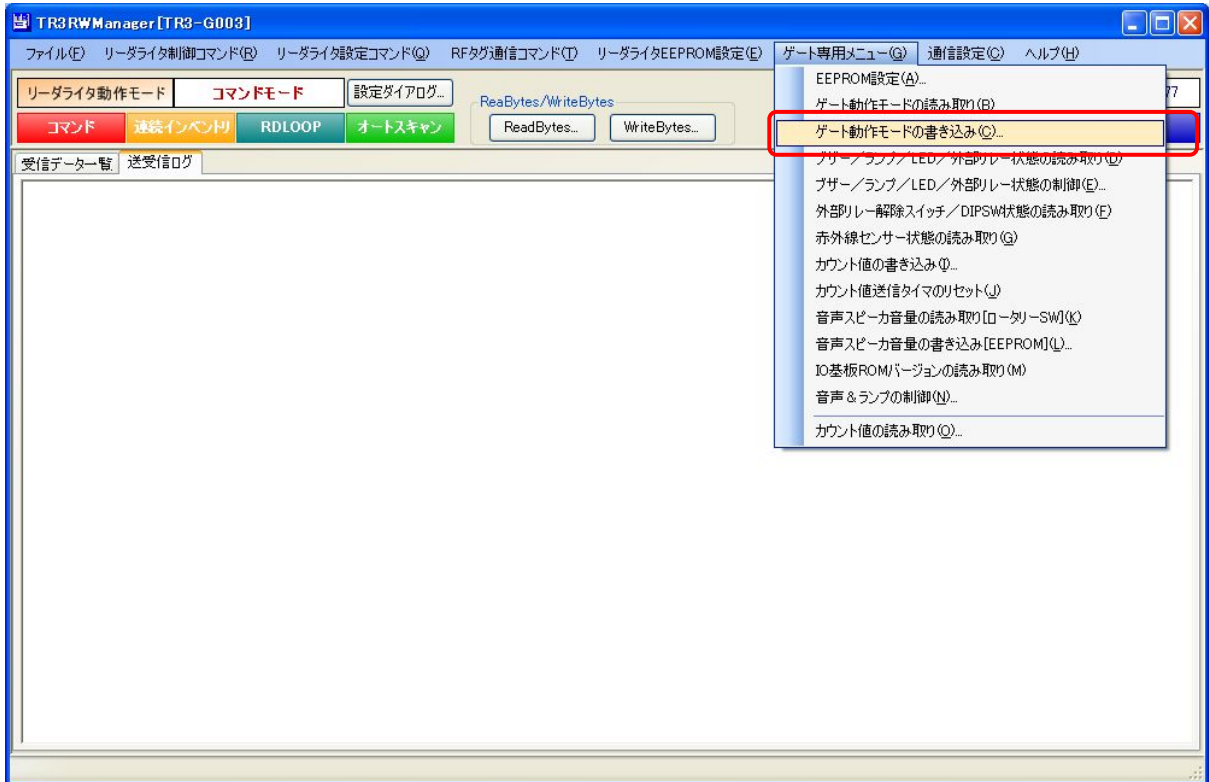 TR3RWManager[TR3-G003]
ファイル(F) リーダライタ制御コマンド(R) リーダライタ設定コマンド(Q) RFタグ通信コマンド(T) リーダライタEEPROM設定(E) ゲート専用メニュー(G) 通信設定(C) ヘルプ(H)
リーダライタ動作モード コマンドモード 設定ダイアログ... ReaBytes/WriteBytes 77
コマンド 連続インベントリ RDLOOP オートスキャン ReadBytes... WriteBytes...
受信データ一覧 送受信ログ
EEPROM設定(A)...
ゲート動作モードの読み取り(B)
ゲート動作モードの書き込み(C)...
ブザー/ランプ/LED/外部リレー状態の読み取り(D)
ブザー/ランプ/LED/外部リレー状態の制御(E)...
外部リレー解除スイッチ/DIPSW状態の読み取り(F)
赤外線センサー状態の読み取り(G)
カウント値の書き込み(I)...
カウント値送信タイマのリセット(J)
音声スピーカ音量の読み取り[ロータリーSW](K)
音声スピーカ音量の書き込み[EEPROM](L)...
IO基板ROMバージョンの読み取り(M)
音声&ランプの制御(N)...
カウント値の読み取り(O)...